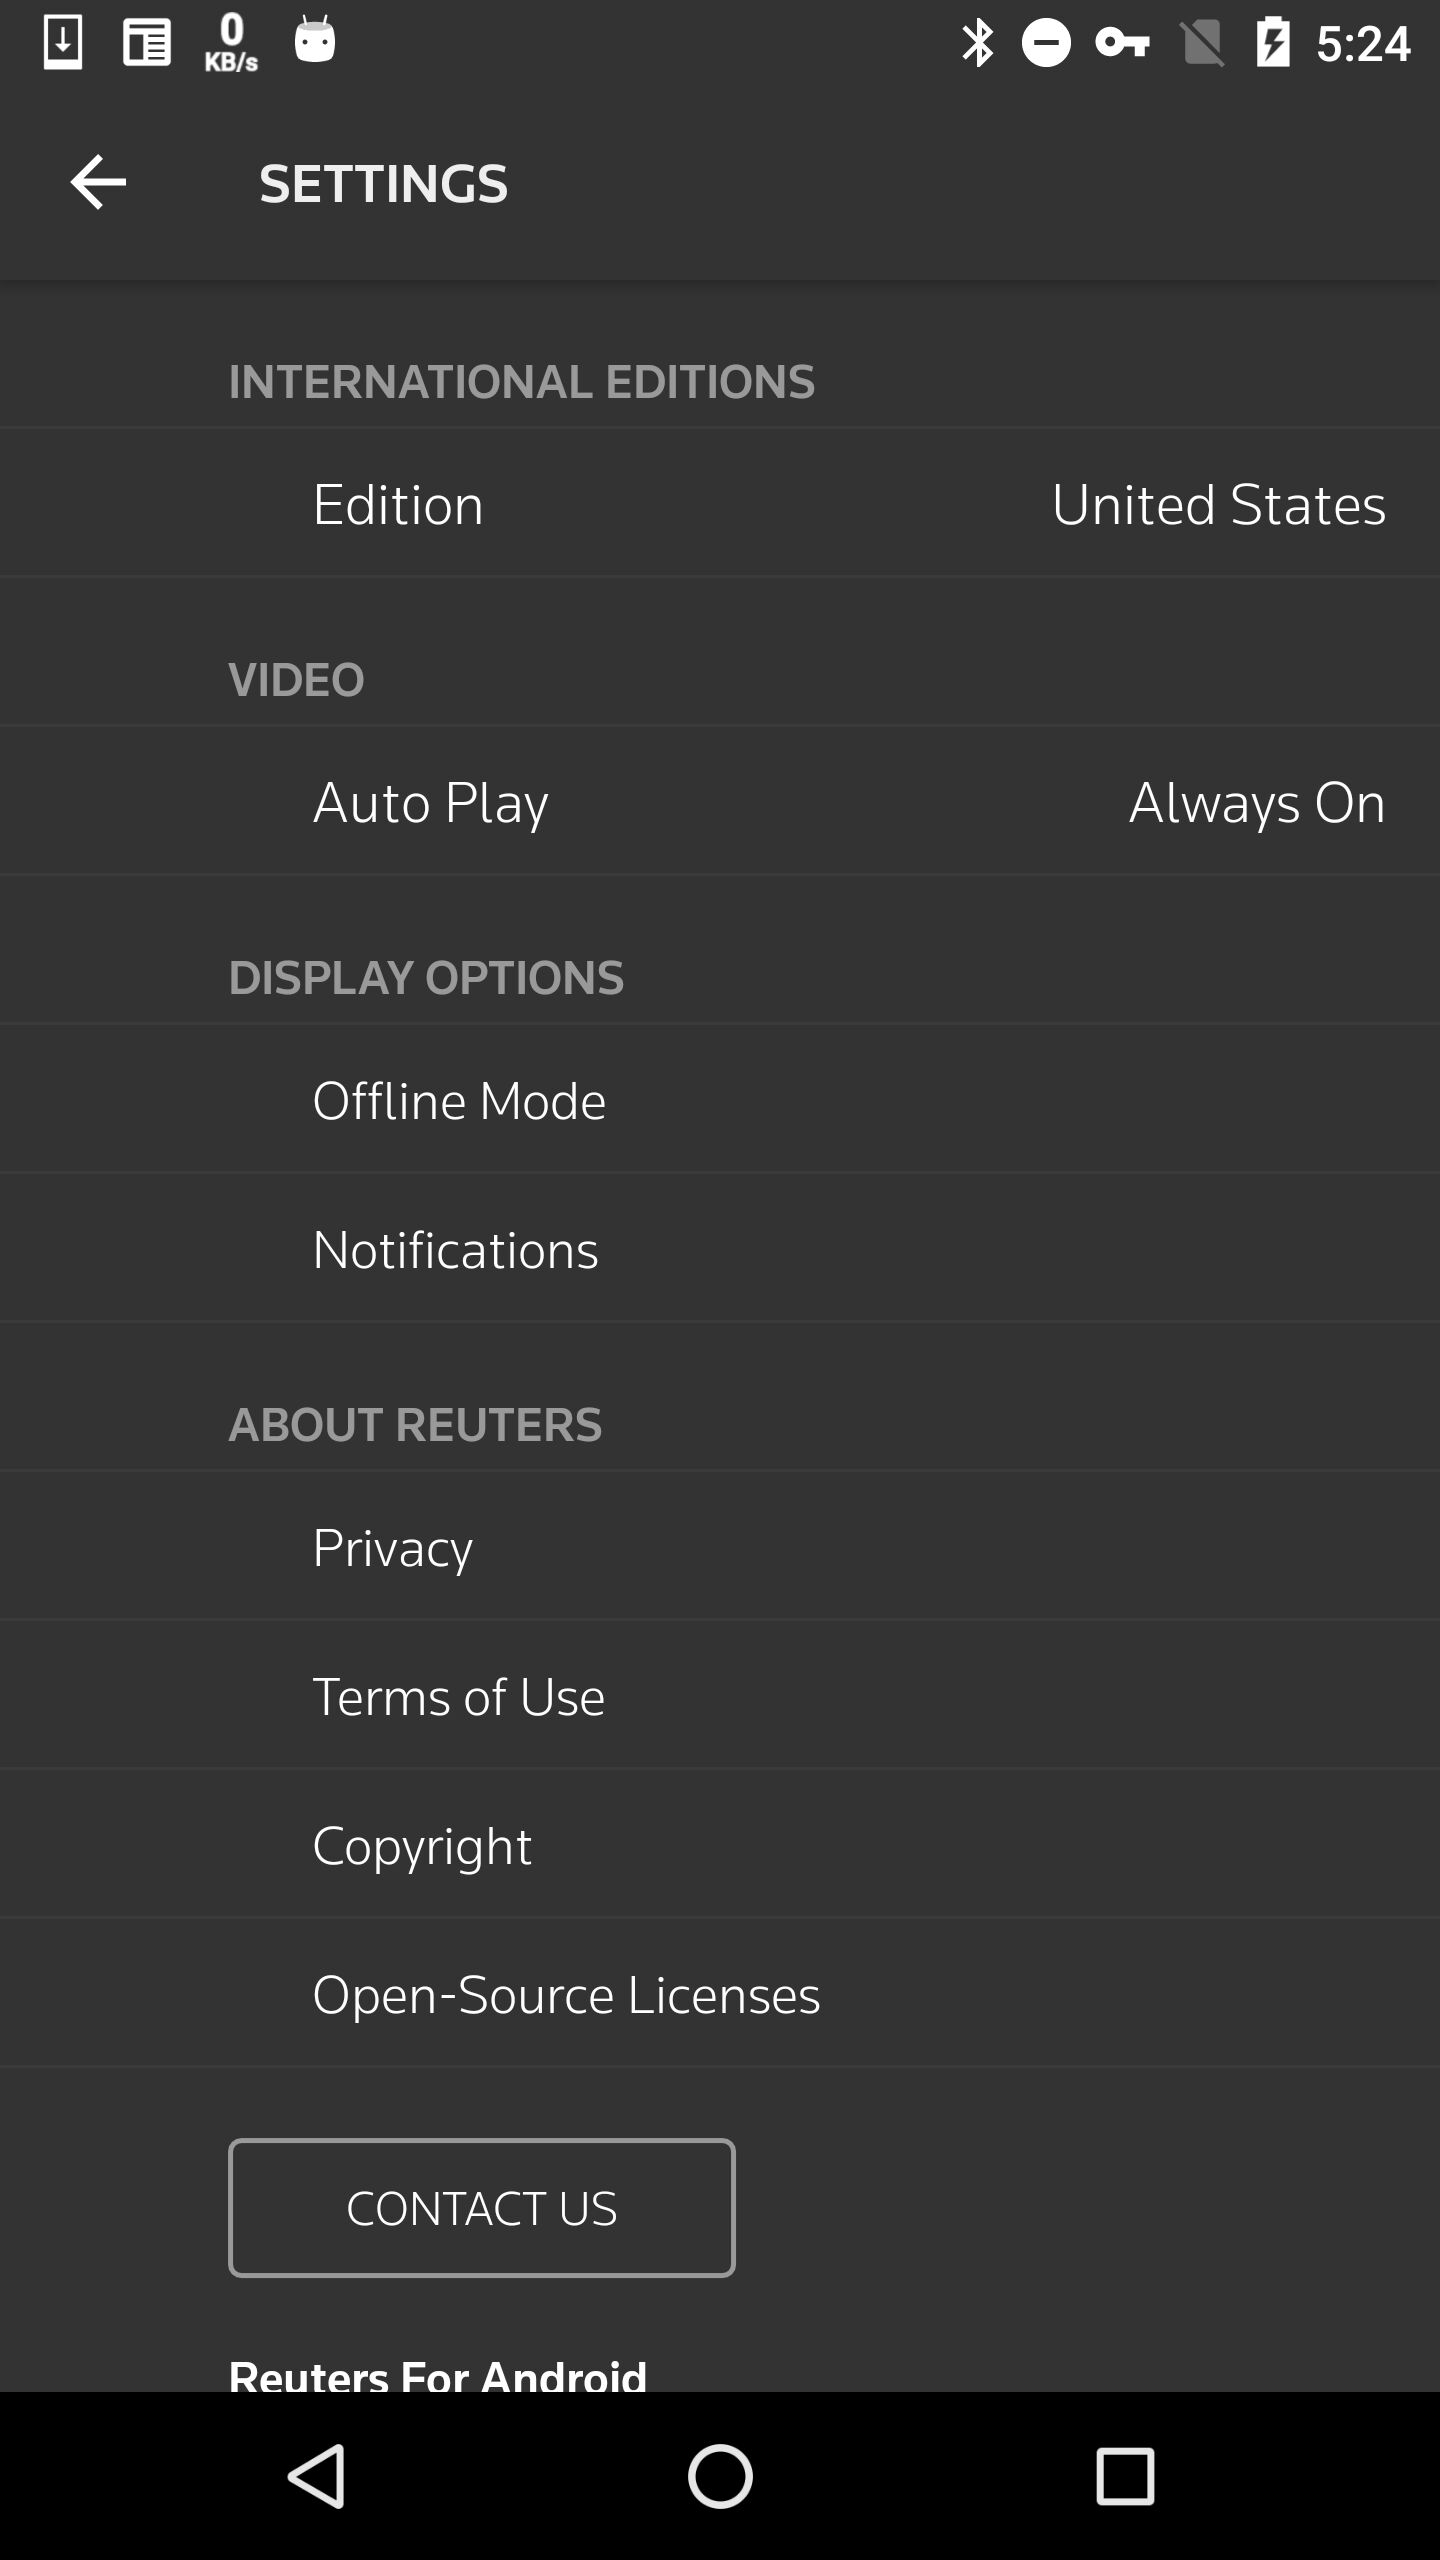 0
KB/s
5:24
SETTINGS
INTERNATIONAL EDITIONS
Edition United States
VIDEO
Auto Play Always On
DISPLAY OPTIONS
Offline Mode
Notifications
ABOUT REUTERS
Privacy
Terms of Use
Copyright
Open-Source Licenses
CONTACT US
Reuters For Android